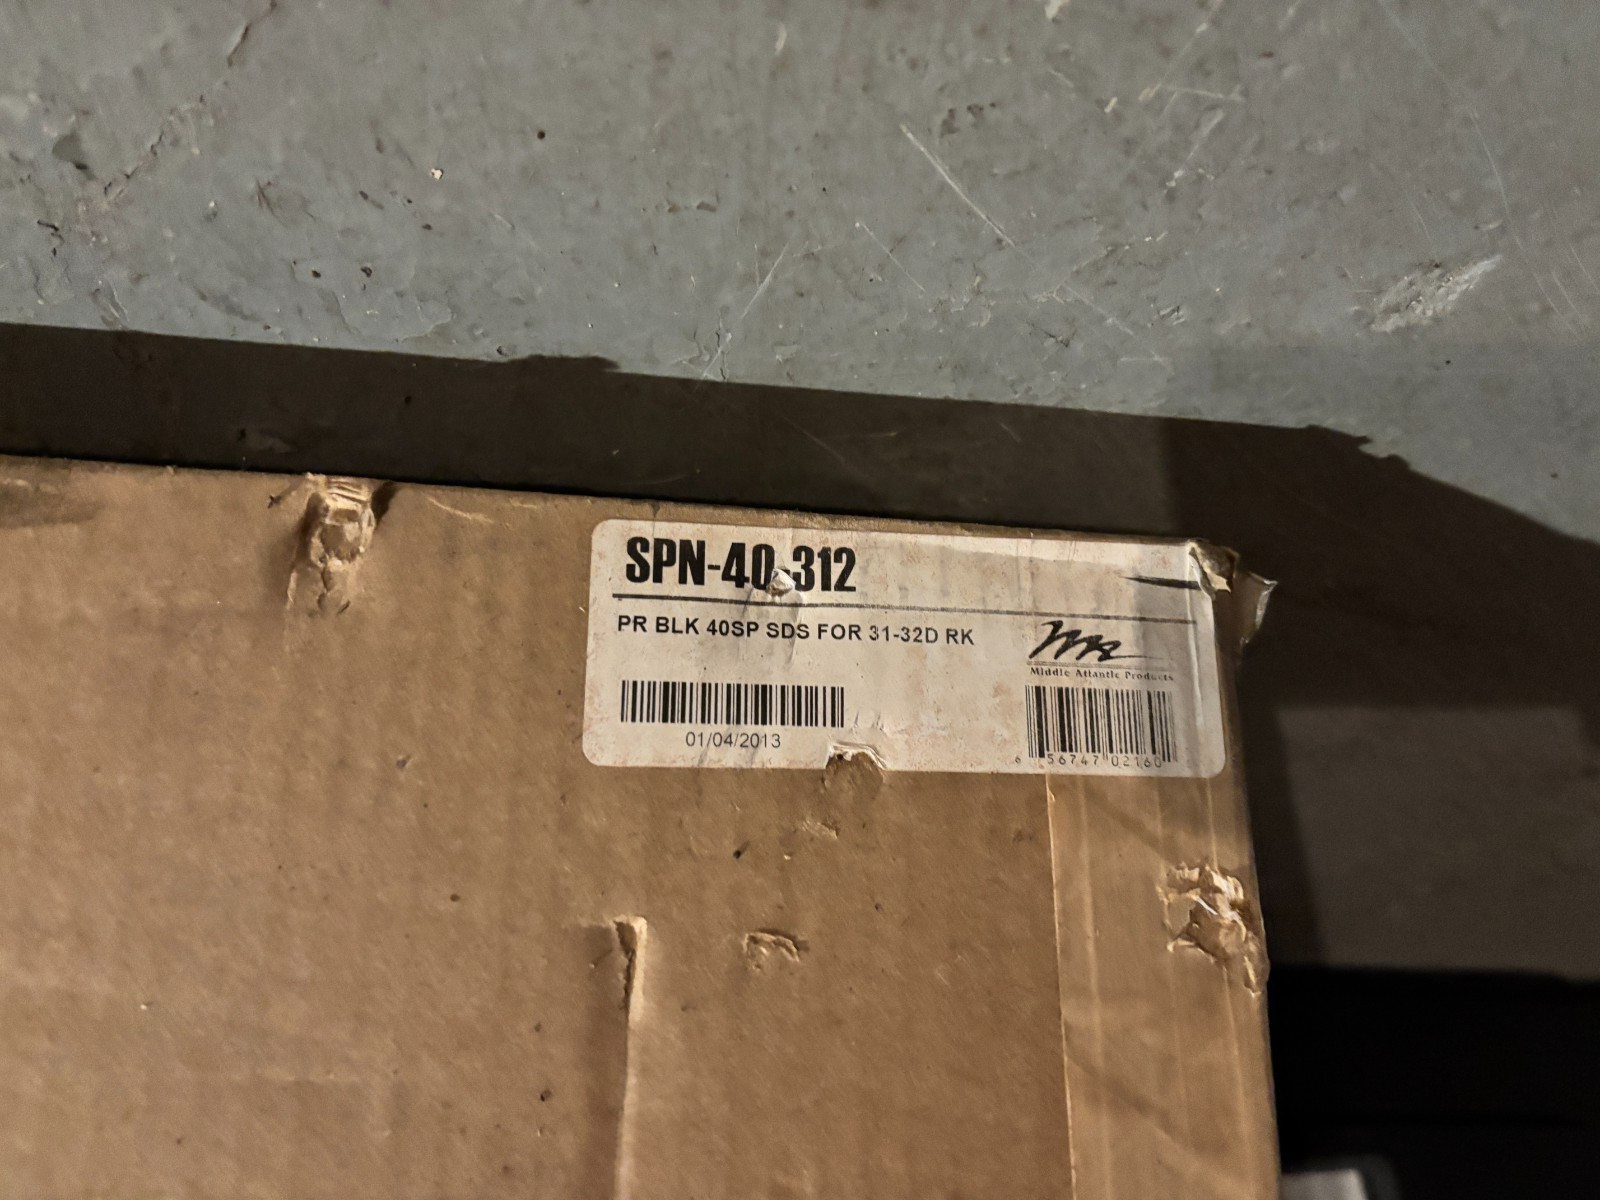 SPN-40-312
PR BLK 40SP SDS FOR 31-32D RK
Middle Atlantic Products
01/04/2013
6 56747 02160